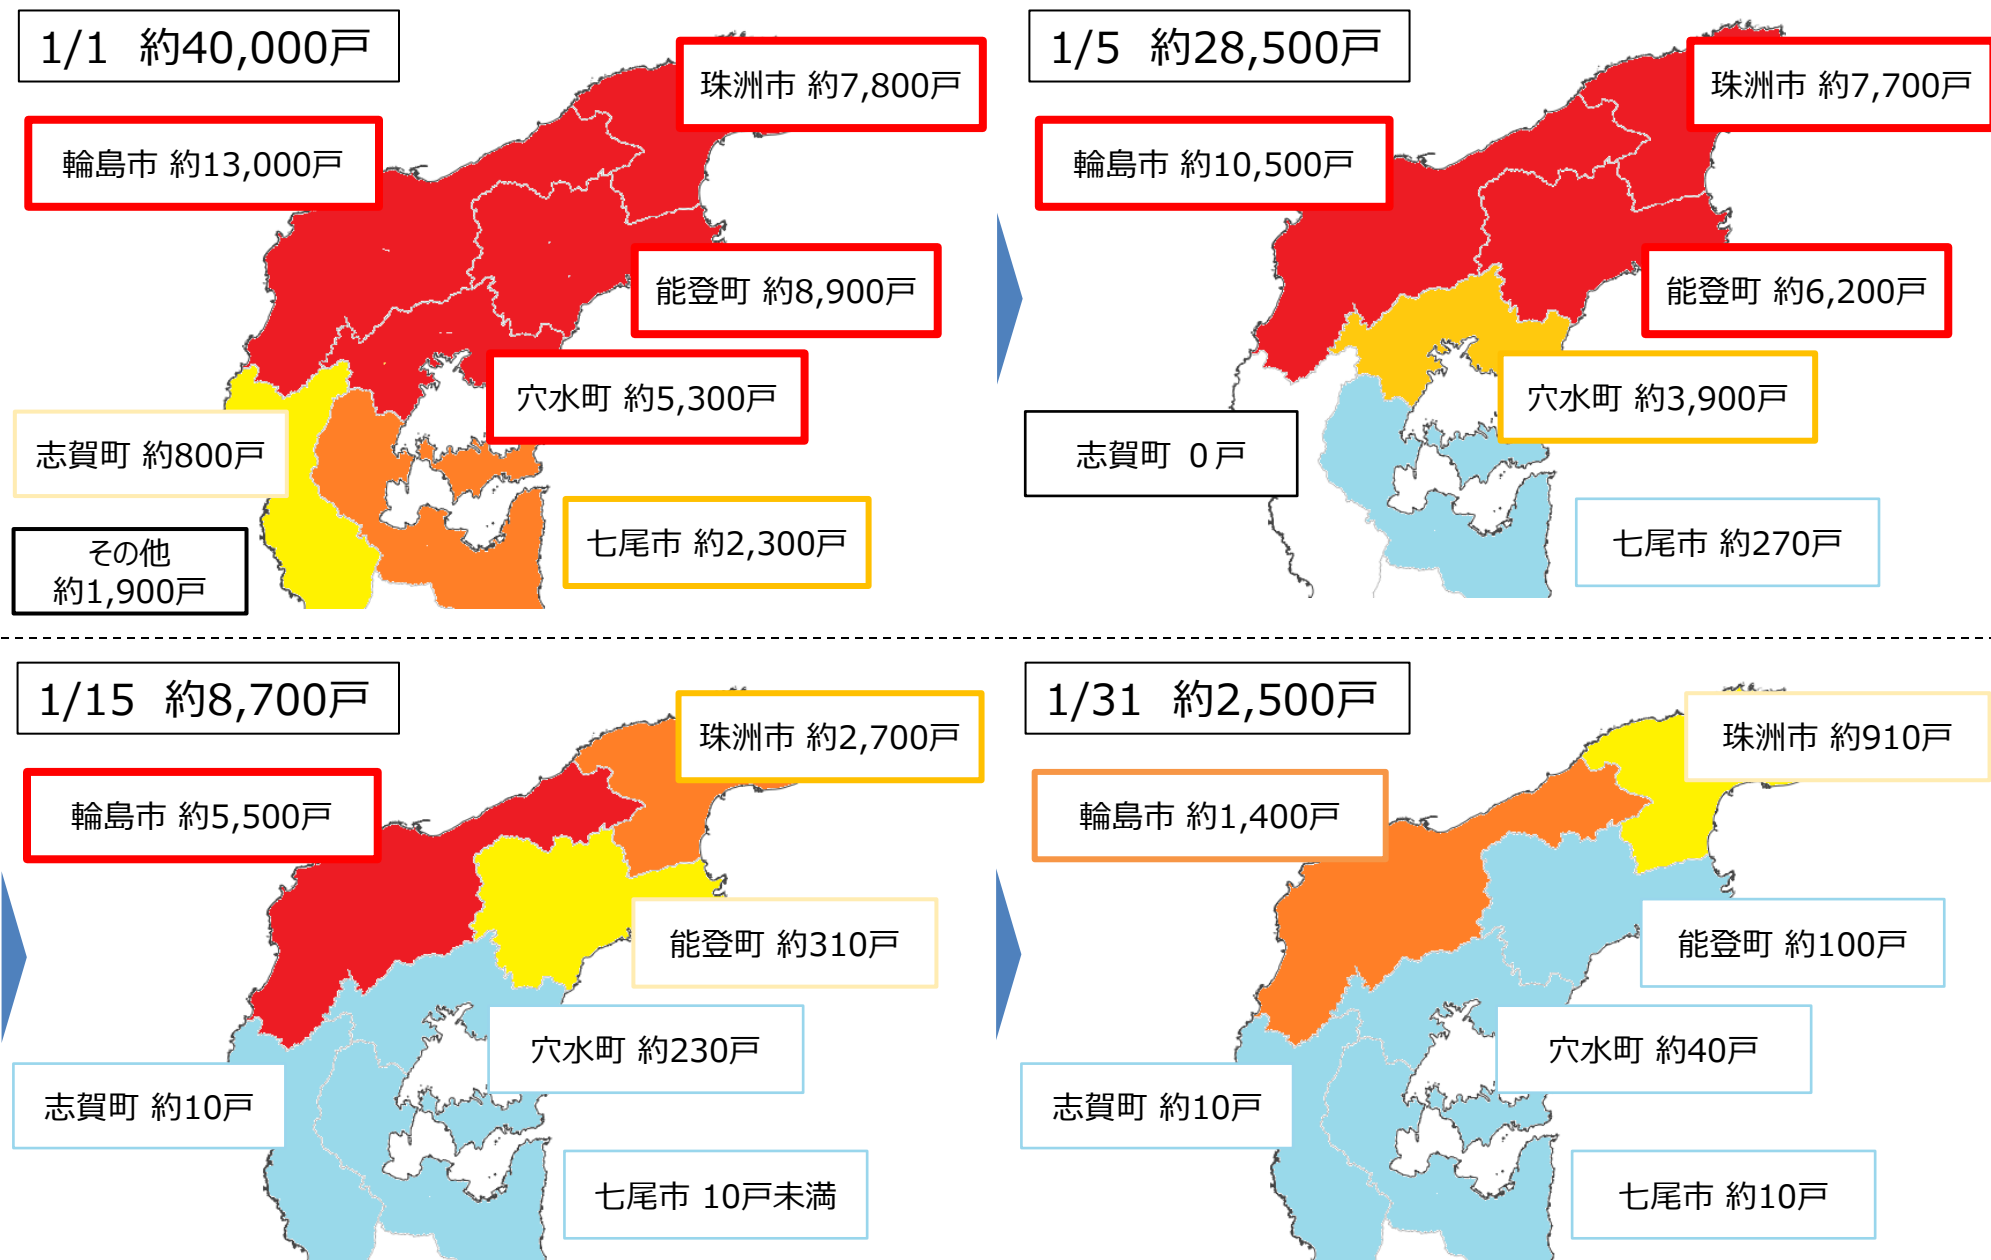 1/1 約40,000戸
珠洲市 約7,800戸
輪島市 約13,000戸
能登町 約8,900戸
穴水町 約5,300戸
志賀町 約800戸
七尾市 約2,300戸
その他
約1,900戸
1/5 約28,500戸
珠洲市 約7,700戸
輪島市 約10,500戸
能登町 約6,200戸
穴水町 約3,900戸
志賀町 0戸
七尾市 約270戸
1/15 約8,700戸
珠洲市 約2,700戸
輪島市 約5,500戸
能登町 約310戸
穴水町 約230戸
志賀町 約10戸
七尾市 10戸未満
1/31 約2,500戸
珠洲市 約910戸
輪島市 約1,400戸
能登町 約100戸
穴水町 約40戸
志賀町 約10戸
七尾市 約10戸